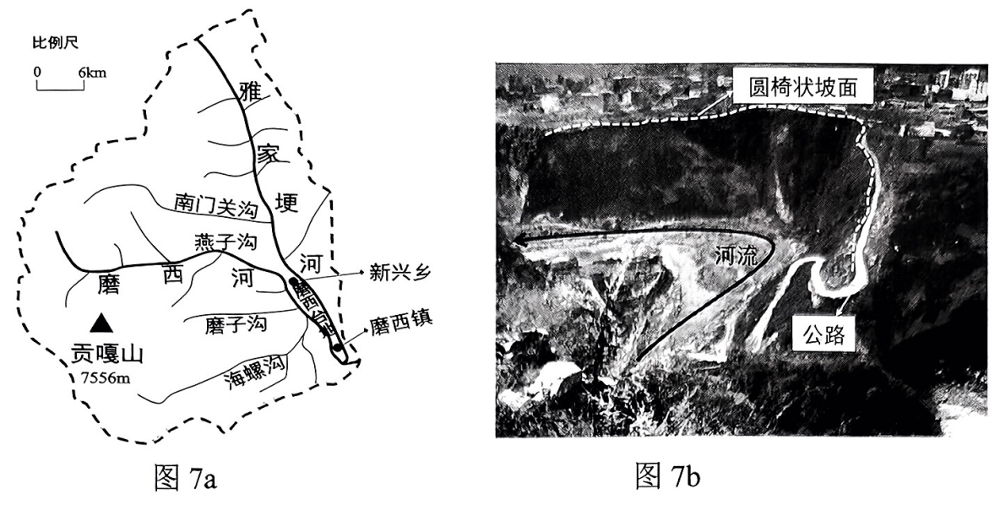 比例尺
0 6km
雅家埂河
南门关沟
燕子沟
磨西河
新兴乡
磨西台地
磨子沟
磨西镇
贡嘎山
7556m
海螺沟
图 7a
圆椅状坡面
河流
公路
图 7b